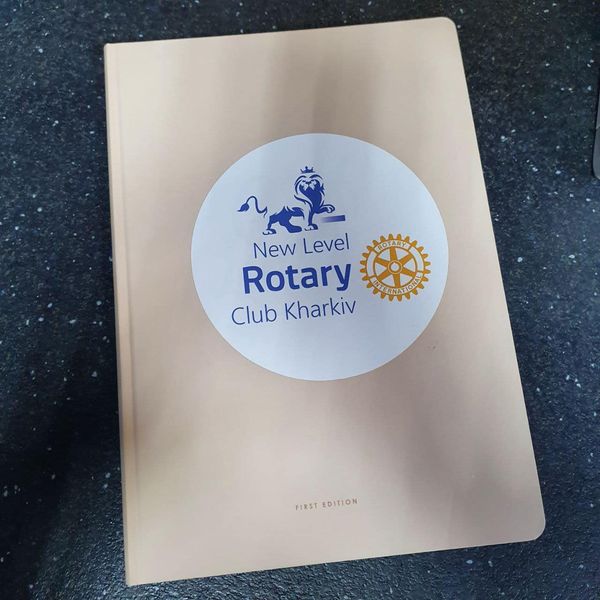 New Level
Rotary
Club Kharkiv
ROTARY
INTERNATIONAL
FIRST EDITION